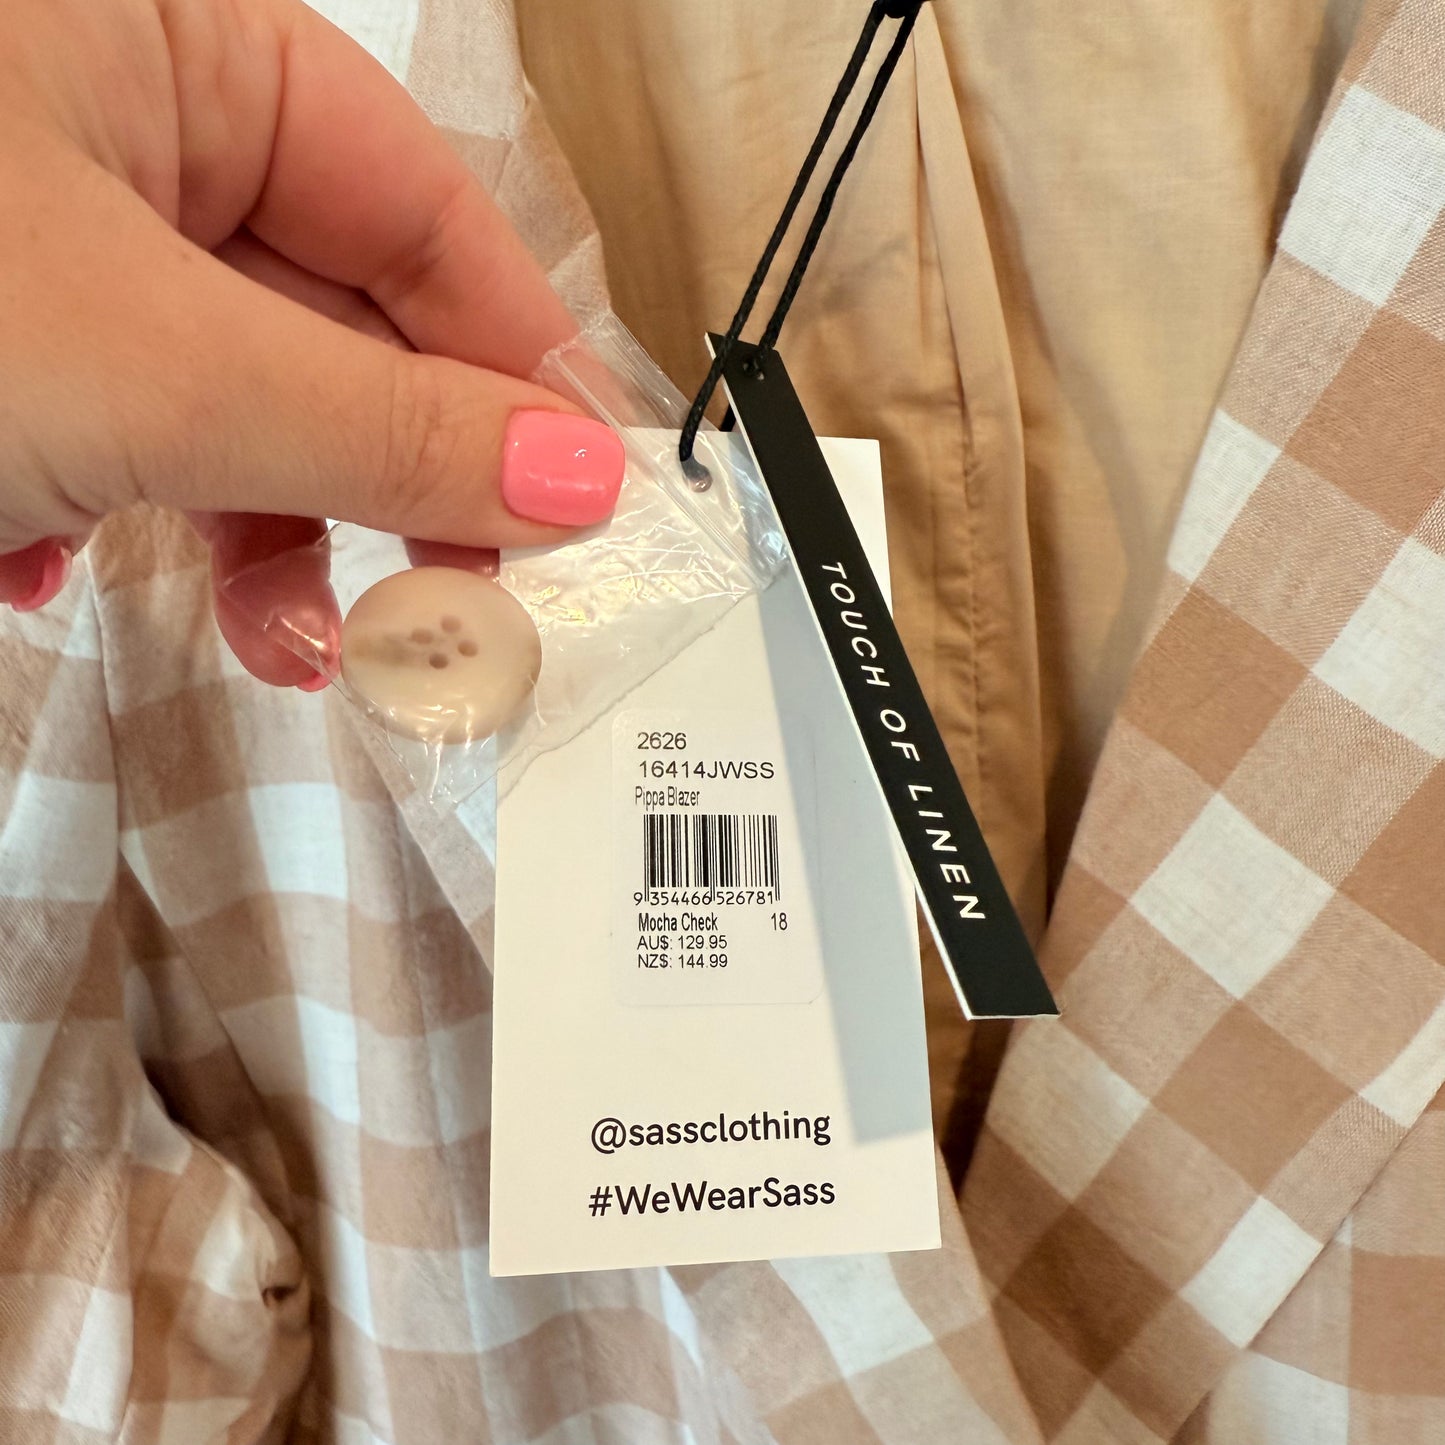 TOUCH OF LINEN
2626
16414JWSS
Pippa Blazer
9 354466 526781
Mocha Check 18
AU$: 129.95
NZ$: 144.99
@sassclothing
#WeWearSass